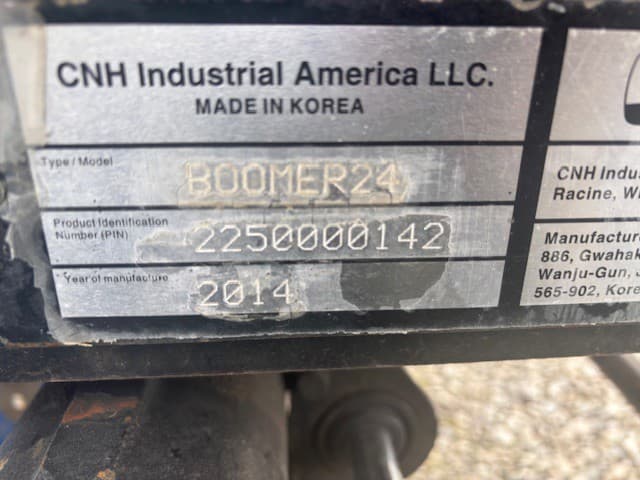 CNH Industrial America LLC.
MADE IN KOREA
Type / Model BOOMER24
Product Identification
Number (PIN) 2250000142
Year of manufacture 2014
CNH Indus
Racine, W
Manufacture
886, Gwahak
Wanju-Gun,
565-902, Kore